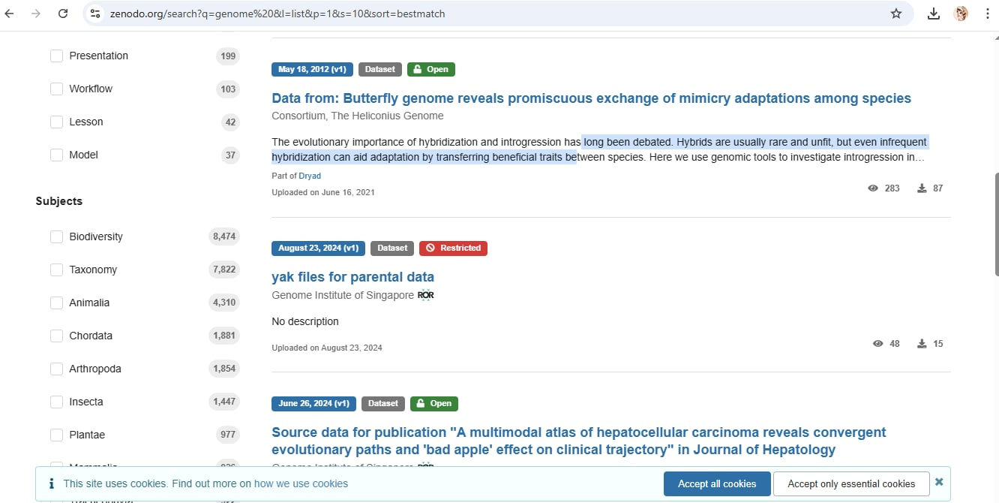 zenodo.org/search?q=genome%20&l=list&p=1&s=10&sort=bestmatch
Presentation 199
Workflow 103
Lesson 42
Model 37
Subjects
Biodiversity 8,474
Taxonomy 7,822
Animalia 4,310
Chordata 1,881
Arthropoda 1,854
Insecta 1,447
Plantae 977
May 18, 2012 (v1) Dataset Open
Data from: Butterfly genome reveals promiscuous exchange of mimicry adaptations among species
Consortium, The Heliconius Genome
The evolutionary importance of hybridization and introgression has long been debated. Hybrids are usually rare and unfit, but even infrequent
hybridization can aid adaptation by transferring beneficial traits between species. Here we use genomic tools to investigate introgression in…
Part of Dryad
Uploaded on June 16, 2021
283 87
August 23, 2024 (v1) Dataset Restricted
yak files for parental data
Genome Institute of Singapore ROR
No description
Uploaded on August 23, 2024
48 15
June 26, 2024 (v1) Dataset Open
Source data for publication "A multimodal atlas of hepatocellular carcinoma reveals convergent
evolutionary paths and 'bad apple' effect on clinical trajectory" in Journal of Hepatology
Genome Institute of Singapore ROR
This site uses cookies. Find out more on how we use cookies
Accept all cookies Accept only essential cookies